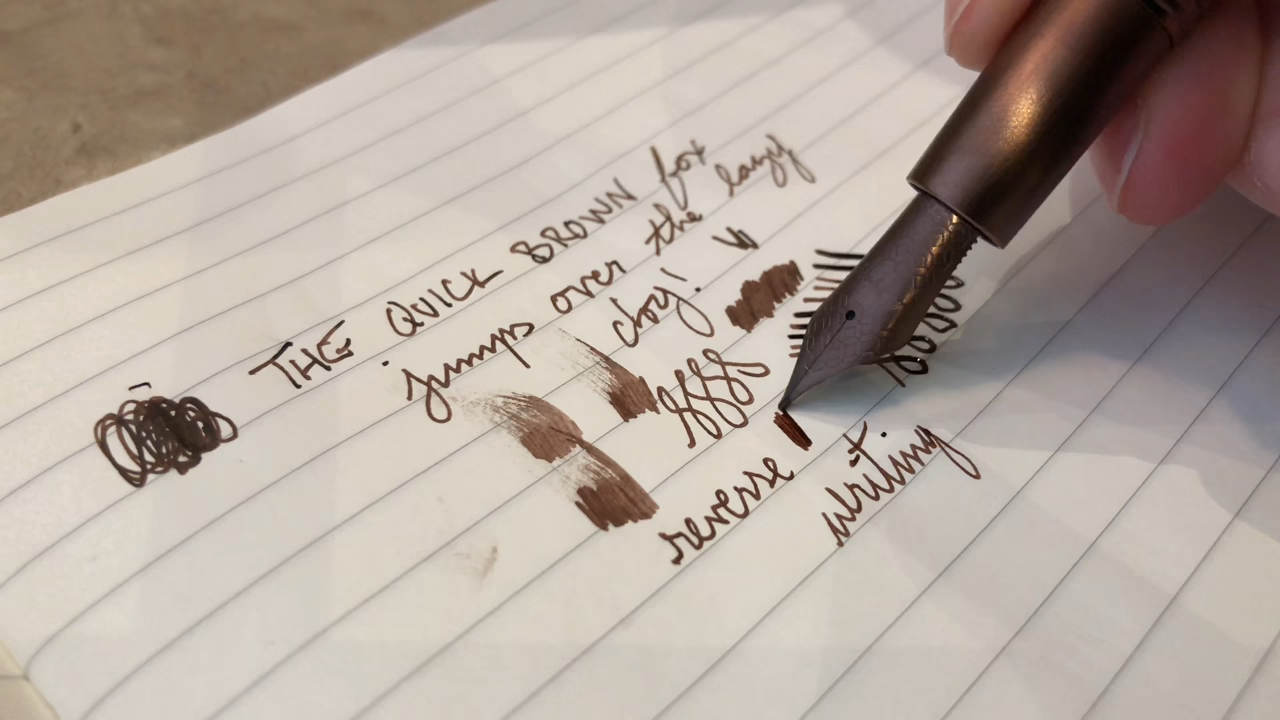 THE QUICK BROWN fox
jumps over the lazy
dog!
reverse
writing